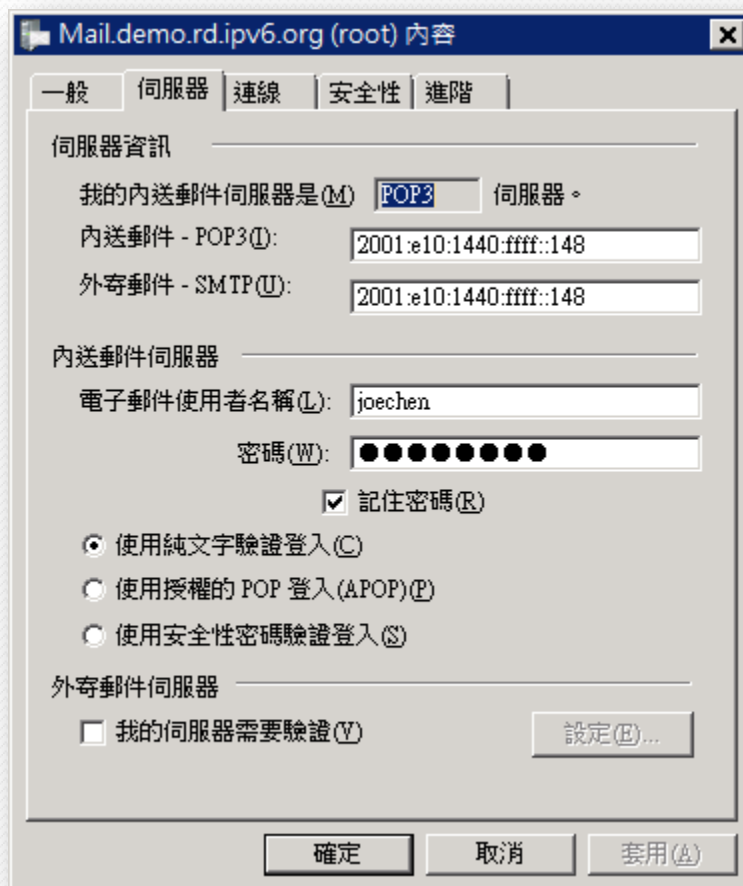 Mail.demo.rd.ipv6.org (root) 內容
一般 伺服器 連線 安全性 進階
伺服器資訊
我的內送郵件伺服器是(M) POP3 伺服器。
內送郵件 - POP3(I): 2001:e10:1440:ffff::148
外寄郵件 - SMTP(U): 2001:e10:1440:ffff::148
內送郵件伺服器
電子郵件使用者名稱(L): joechen
密碼(W): ●●●●●●●●
記住密碼(R)
使用純文字驗證登入(C)
使用授權的 POP 登入(APOP)(P)
使用安全性密碼驗證登入(S)
外寄郵件伺服器
我的伺服器需要驗證(V) 設定(E)...
確定 取消 套用(A)